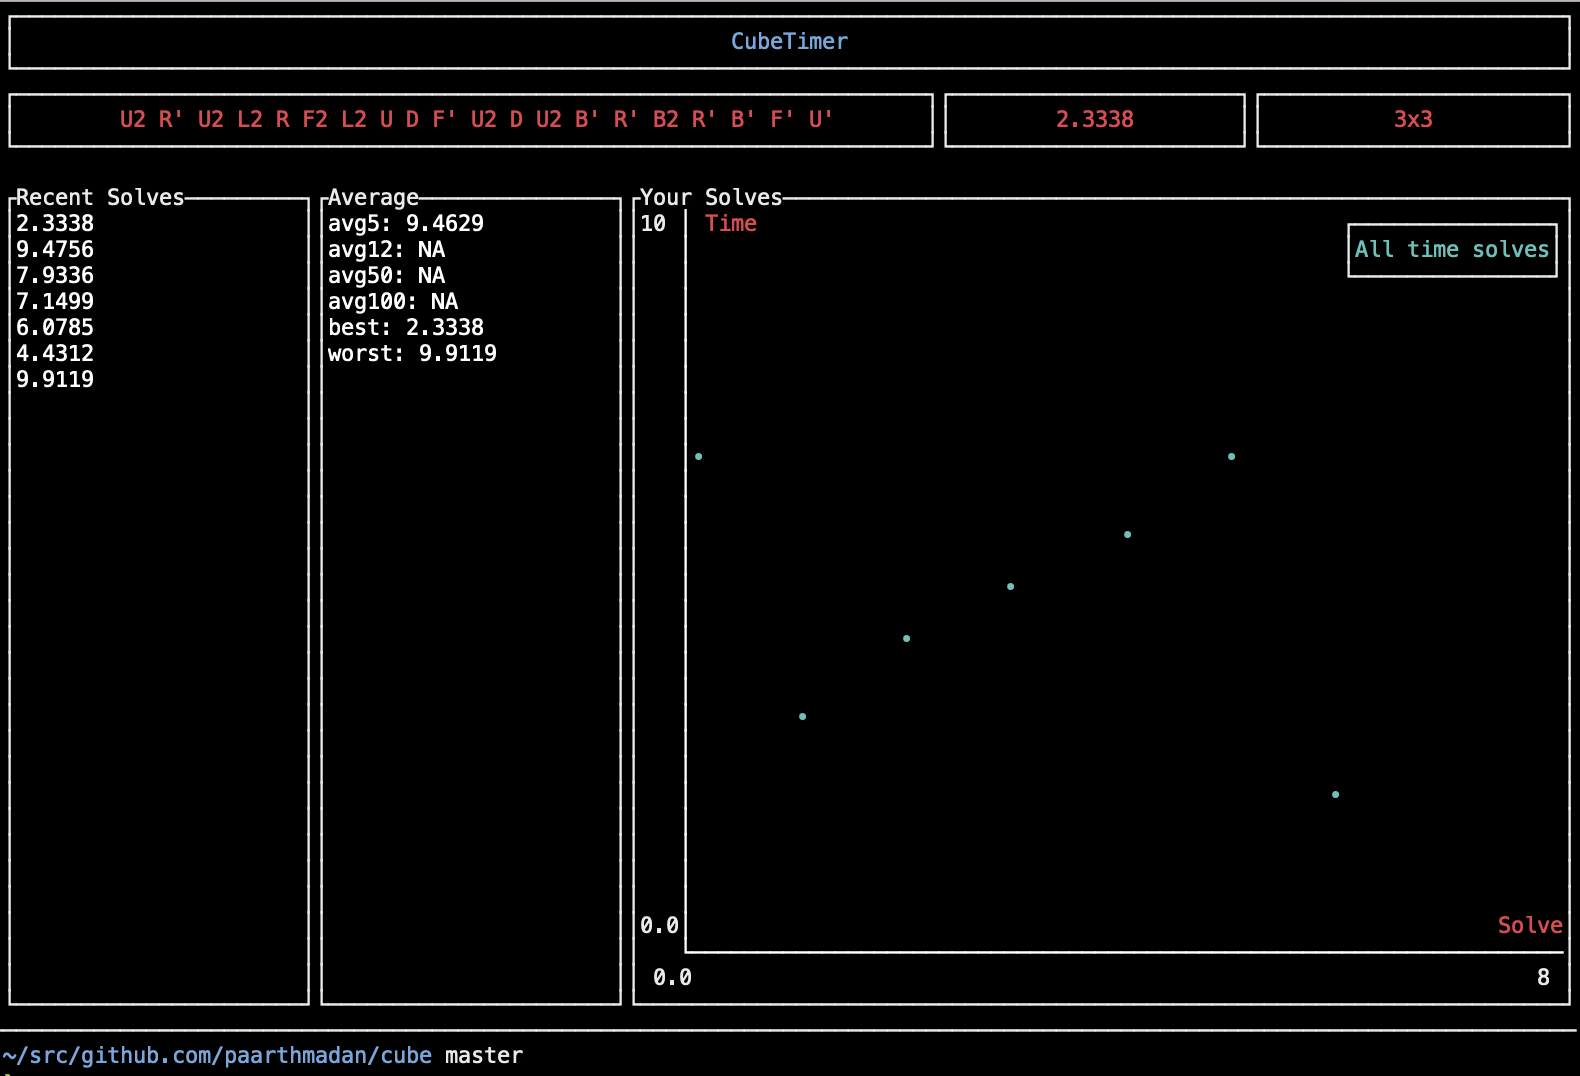 CubeTimer
U2 R' U2 L2 R F2 L2 U D F' U2 D U2 B' R' B2 R' B' F' U'
2.3338
3x3
Recent Solves
2.3338
9.4756
7.9336
7.1499
6.0785
4.4312
9.9119
Average
avg5: 9.4629
avg12: NA
avg50: NA
avg100: NA
best: 2.3338
worst: 9.9119
Your Solves
10
Time
All time solves
0.0
Solve
0.0
8
~/src/github.com/paarthmadan/cube master